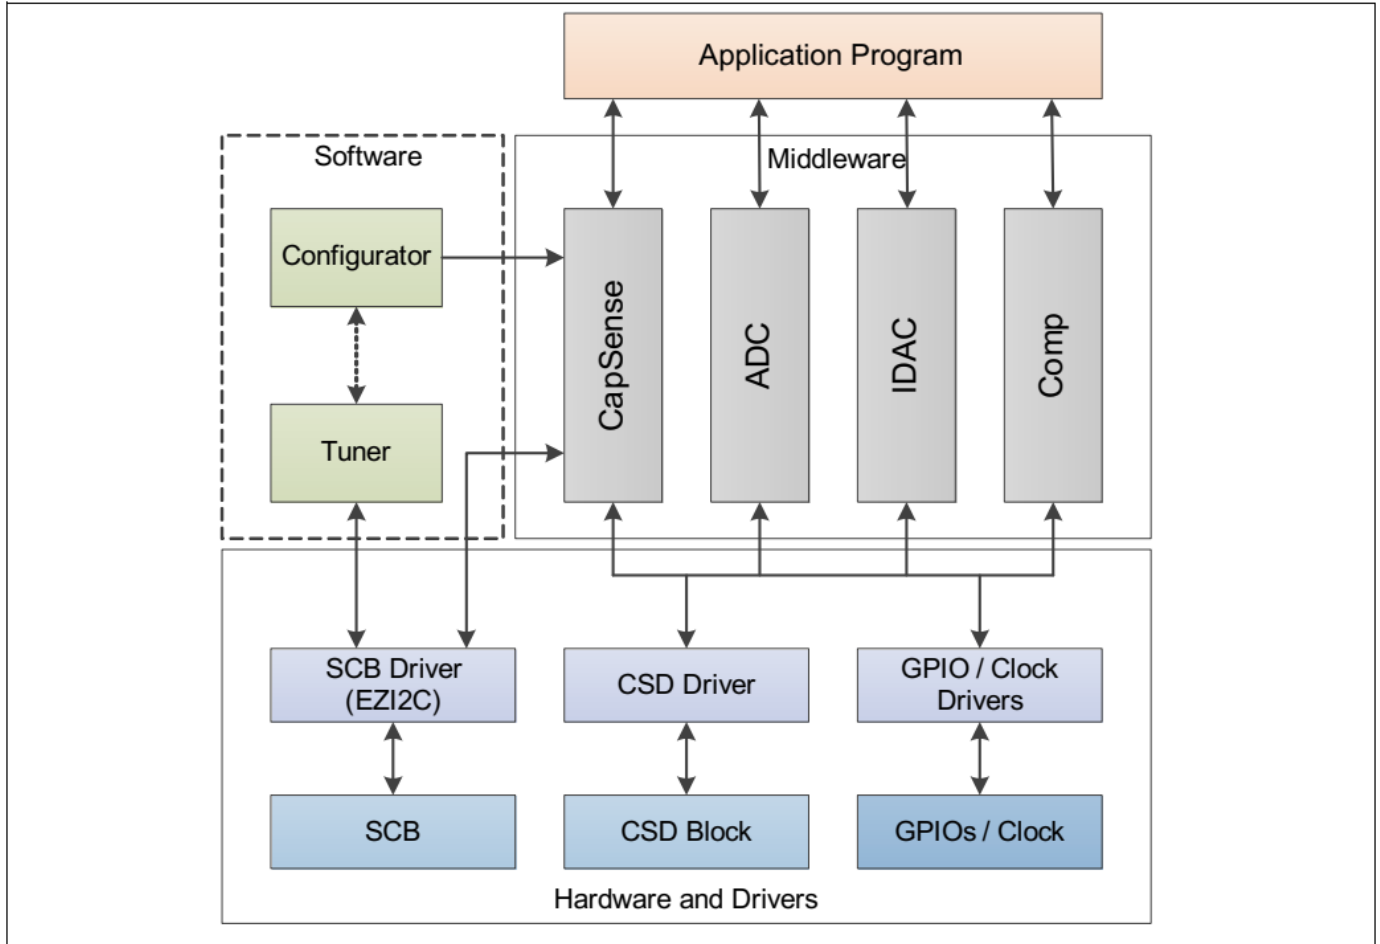 Application Program
Software
Middleware
Configurator
CapSense
ADC
IDAC
Comp
Tuner
SCB Driver
(EZI2C)
CSD Driver
GPIO / Clock
Drivers
SCB
CSD Block
GPIOs / Clock
Hardware and Drivers